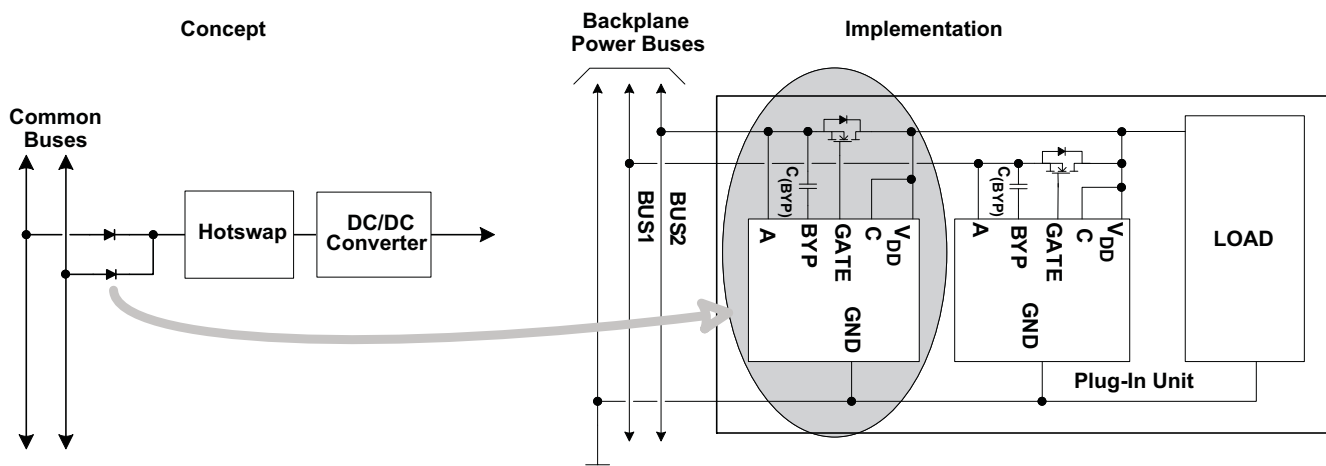 Concept
Common
Buses
Hotswap
DC/DC
Converter
Backplane
Power Buses
Implementation
BUS1
BUS2
C(BYP)
A
BYP
GATE
C
VDD
GND
C(BYP)
A
BYP
GATE
C
VDD
GND
LOAD
Plug-In Unit